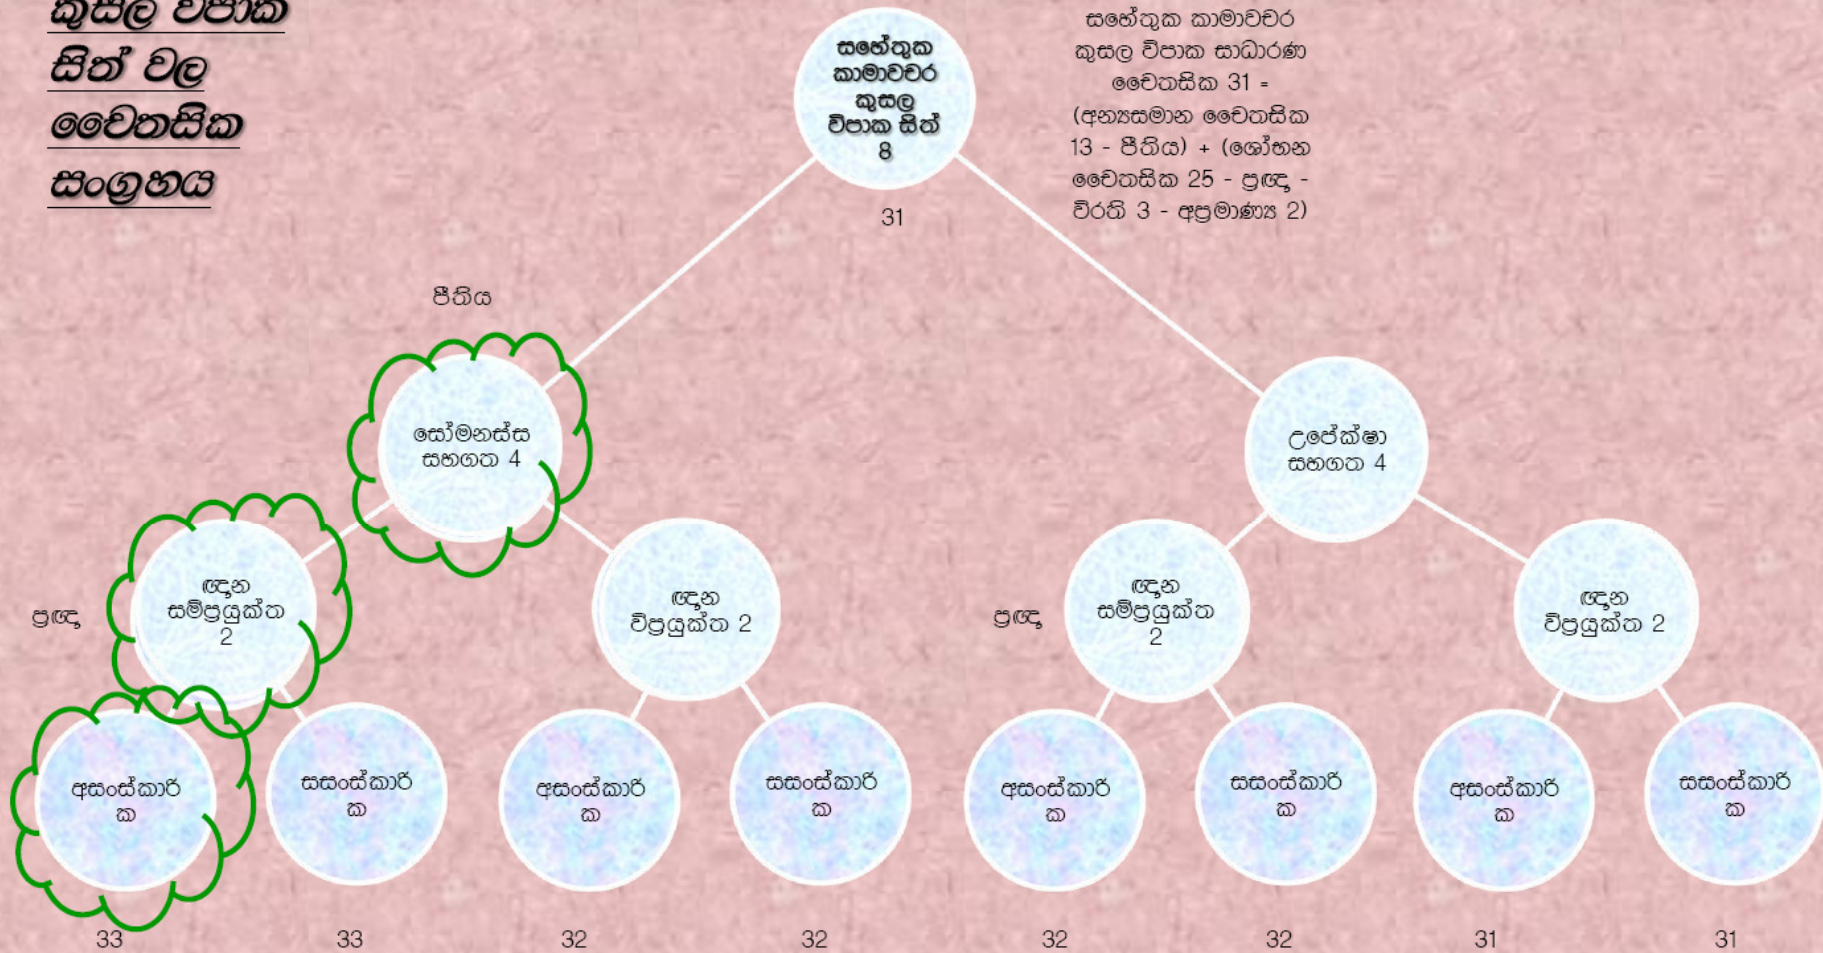 කුසල විපාක
සිත් වල
චෛතසික
සංග්‍රහය
සහේතුක
කාමාවචර
කුසල
විපාක සිත්
8
31
සහේතුක කාමාවචර
කුසල විපාක සාධාරණ
චෛතසික 31 =
(අන්‍යසමාන චෛතසික
13 - පීතිය) + (ශෝභන
චෛතසික 25 - ප්‍රඥා -
විරති 3 - අප්‍රමාණ්‍ය 2)
පීතිය
සෝමනස්ස
සහගත 4
උපේක්ෂා
සහගත 4
ප්‍රඥා
ඥාන
සම්ප්‍රයුක්ත
2
ඥාන
විප්‍රයුක්ත 2
ප්‍රඥා
ඥාන
සම්ප්‍රයුක්ත
2
ඥාන
විප්‍රයුක්ත 2
අසංස්කාරි
ක
සසංස්කාරි
ක
අසංස්කාරි
ක
සසංස්කාරි
ක
අසංස්කාරි
ක
සසංස්කාරි
ක
අසංස්කාරි
ක
සසංස්කාරි
ක
33 33 32 32 32 32 31 31